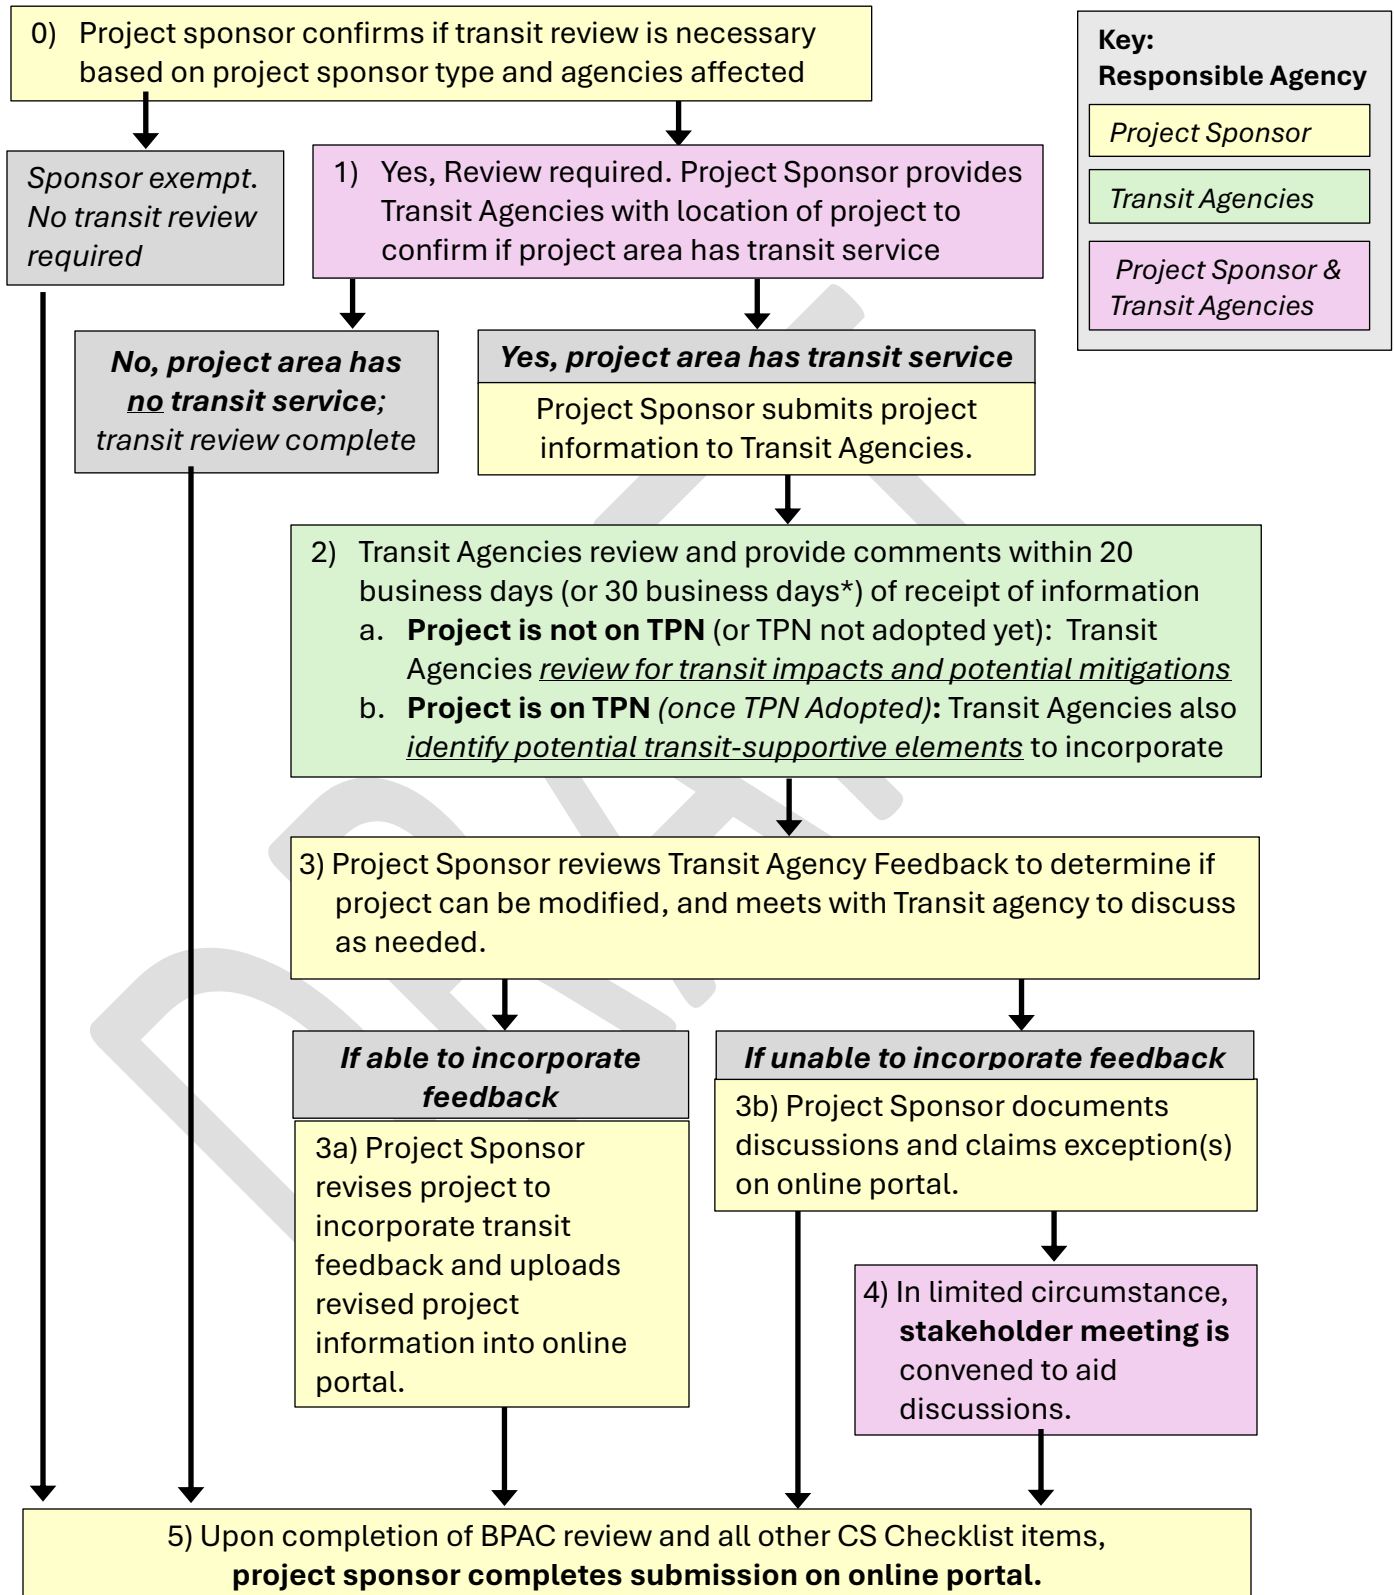 0) Project sponsor confirms if transit review is necessary
based on project sponsor type and agencies affected
Key:
Responsible Agency
Project Sponsor
Transit Agencies
Project Sponsor &
Transit Agencies
Sponsor exempt.
No transit review
required
1) Yes, Review required. Project Sponsor provides
Transit Agencies with location of project to
confirm if project area has transit service
No, project area has
no transit service;
transit review complete
Yes, project area has transit service
Project Sponsor submits project
information to Transit Agencies.
2) Transit Agencies review and provide comments within 20
business days (or 30 business days*) of receipt of information
a. Project is not on TPN (or TPN not adopted yet): Transit
Agencies review for transit impacts and potential mitigations
b. Project is on TPN (once TPN Adopted): Transit Agencies also
identify potential transit-supportive elements to incorporate
3) Project Sponsor reviews Transit Agency Feedback to determine if
project can be modified, and meets with Transit agency to discuss
as needed.
If able to incorporate
feedback
3a) Project Sponsor
revises project to
incorporate transit
feedback and uploads
revised project
information into online
portal.
If unable to incorporate feedback
3b) Project Sponsor documents
discussions and claims exception(s)
on online portal.
4) In limited circumstance,
stakeholder meeting is
convened to aid
discussions.
5) Upon completion of BPAC review and all other CS Checklist items,
project sponsor completes submission on online portal.
DRAFT